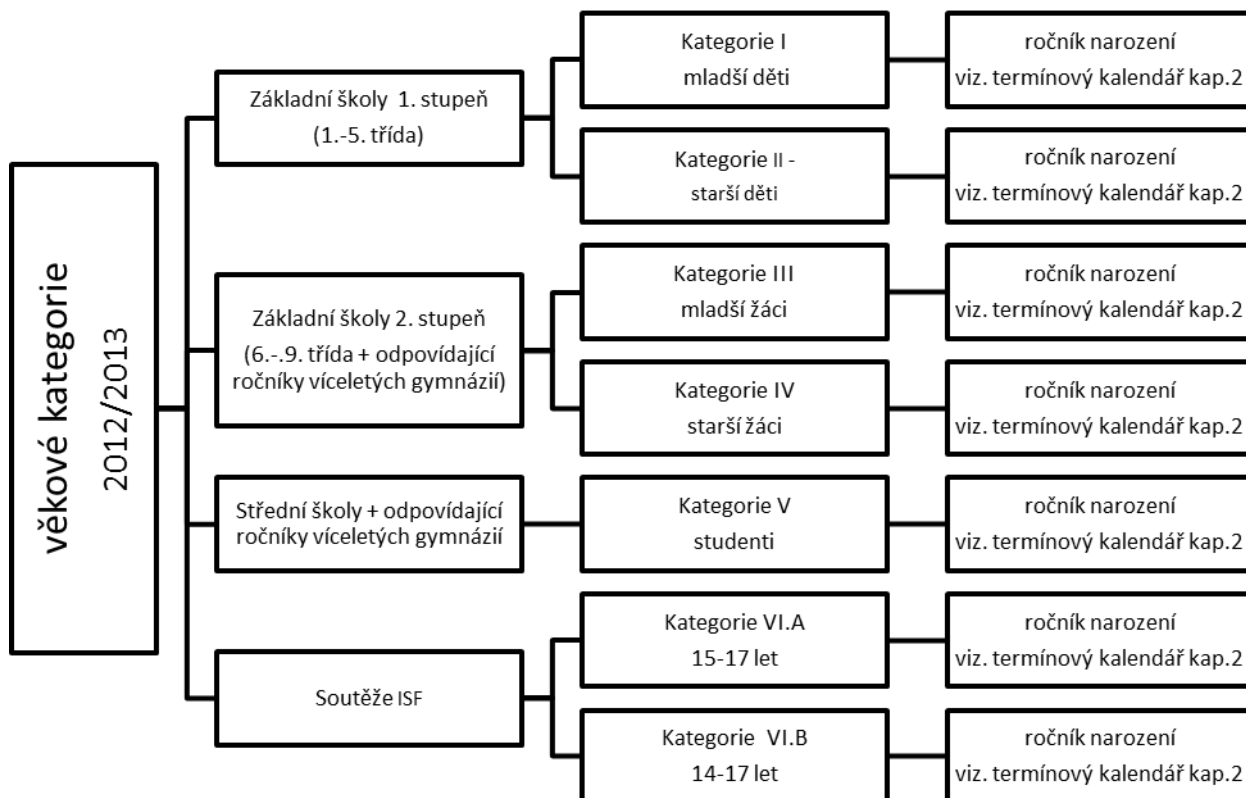 věkové kategorie
2012/2013
Základní školy 1. stupeň
(1.-5. třída)
Kategorie I
mladší děti
ročník narození
viz. termínový kalendář kap.2
Kategorie II -
starší děti
ročník narození
viz. termínový kalendář kap.2
Základní školy 2. stupeň
(6.-.9. třída + odpovídající
ročníky víceletých gymnázií)
Kategorie III
mladší žáci
ročník narození
viz. termínový kalendář kap.2
Kategorie IV
starší žáci
ročník narození
viz. termínový kalendář kap.2
Střední školy + odpovídající
ročníky víceletých gymnázií
Kategorie V
studenti
ročník narození
viz. termínový kalendář kap.2
Soutěže ISF
Kategorie VI.A
15-17 let
ročník narození
viz. termínový kalendář kap.2
Kategorie VI.B
14-17 let
ročník narození
viz. termínový kalendář kap.2